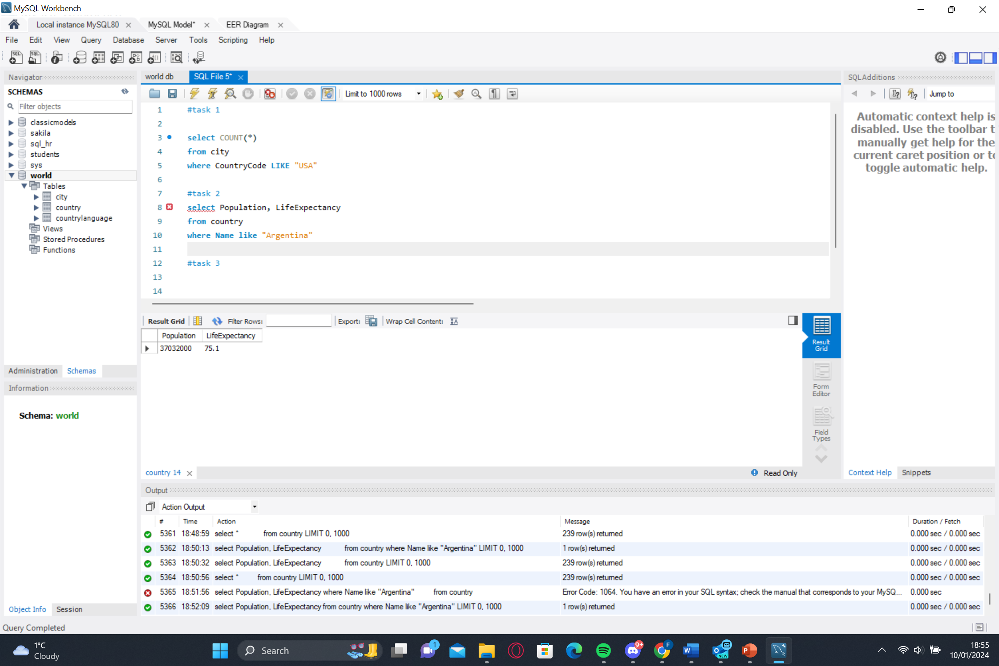 MySQL Workbench
Local instance MySQL80
MySQL Model*
EER Diagram
File Edit View Query Database Server Tools Scripting Help
Navigator
SCHEMAS
Filter objects
classicmodels
sakila
sql_hr
students
sys
world
Tables
city
country
countrylanguage
Views
Stored Procedures
Functions
Administration Schemas
Information
Schema: world
Object Info Session
Query Completed
world db
SQL File 5*
Limit to 1000 rows
1 #task 1
2
3 select COUNT(*)
4 from city
5 where CountryCode LIKE "USA"
6
7 #task 2
8 select Population, LifeExpectancy
9 from country
10 where Name like "Argentina"
11
12 #task 3
13
14
Result Grid Filter Rows: Export: Wrap Cell Content:
Population LifeExpectancy
37032000 75.1
Result Grid
Form Editor
Field Types
country 14
Read Only
SQLAdditions
Jump to
Automatic context help is
disabled. Use the toolbar t
manually get help for the
current caret position or to
toggle automatic help.
Context Help Snippets
Output
Action Output
# Time Action Message Duration / Fetch
5361 18:48:59 select * from country LIMIT 0, 1000 239 row(s) returned 0.000 sec / 0.000 sec
5362 18:50:13 select Population, LifeExpectancy from country where Name like "Argentina" LIMIT 0, 1000 1 row(s) returned 0.000 sec / 0.000 sec
5363 18:50:32 select Population, LifeExpectancy from country LIMIT 0, 1000 239 row(s) returned 0.000 sec / 0.000 sec
5364 18:50:56 select * from country LIMIT 0, 1000 239 row(s) returned 0.000 sec / 0.000 sec
5365 18:51:56 select Population, LifeExpectancy where Name like "Argentina" from country Error Code: 1064. You have an error in your SQL syntax; check the manual that corresponds to your MySQ... 0.000 sec
5366 18:52:09 select Population, LifeExpectancy from country where Name like "Argentina" LIMIT 0, 1000 1 row(s) returned 0.000 sec / 0.000 sec
1°C
Cloudy
Search
1
9+
F
NEW
18:55
10/01/2024